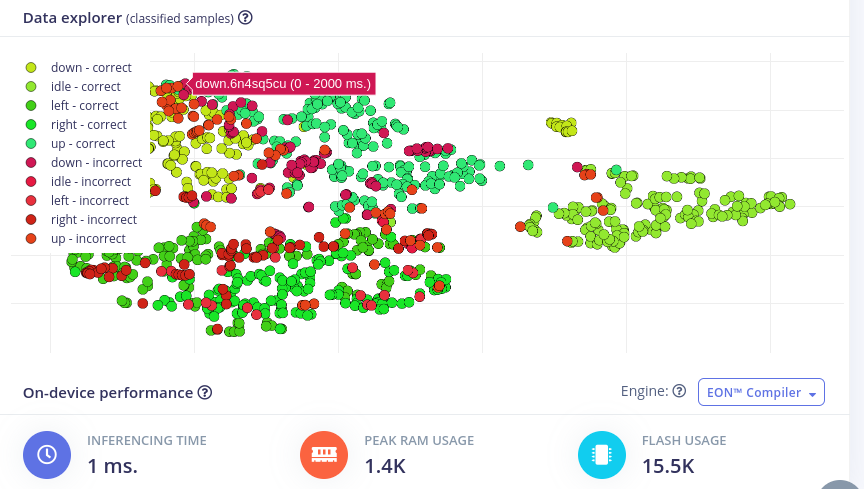 Data explorer (classified samples) ?
down - correct
idle - correct
left - correct
right - correct
up - correct
down - incorrect
idle - incorrect
left - incorrect
right - incorrect
up - incorrect
down.6n4sq5cu (0 - 2000 ms.)
On-device performance ?
Engine: ?
EON™ Compiler
INFERENCING TIME
1 ms.
PEAK RAM USAGE
1.4K
FLASH USAGE
15.5K